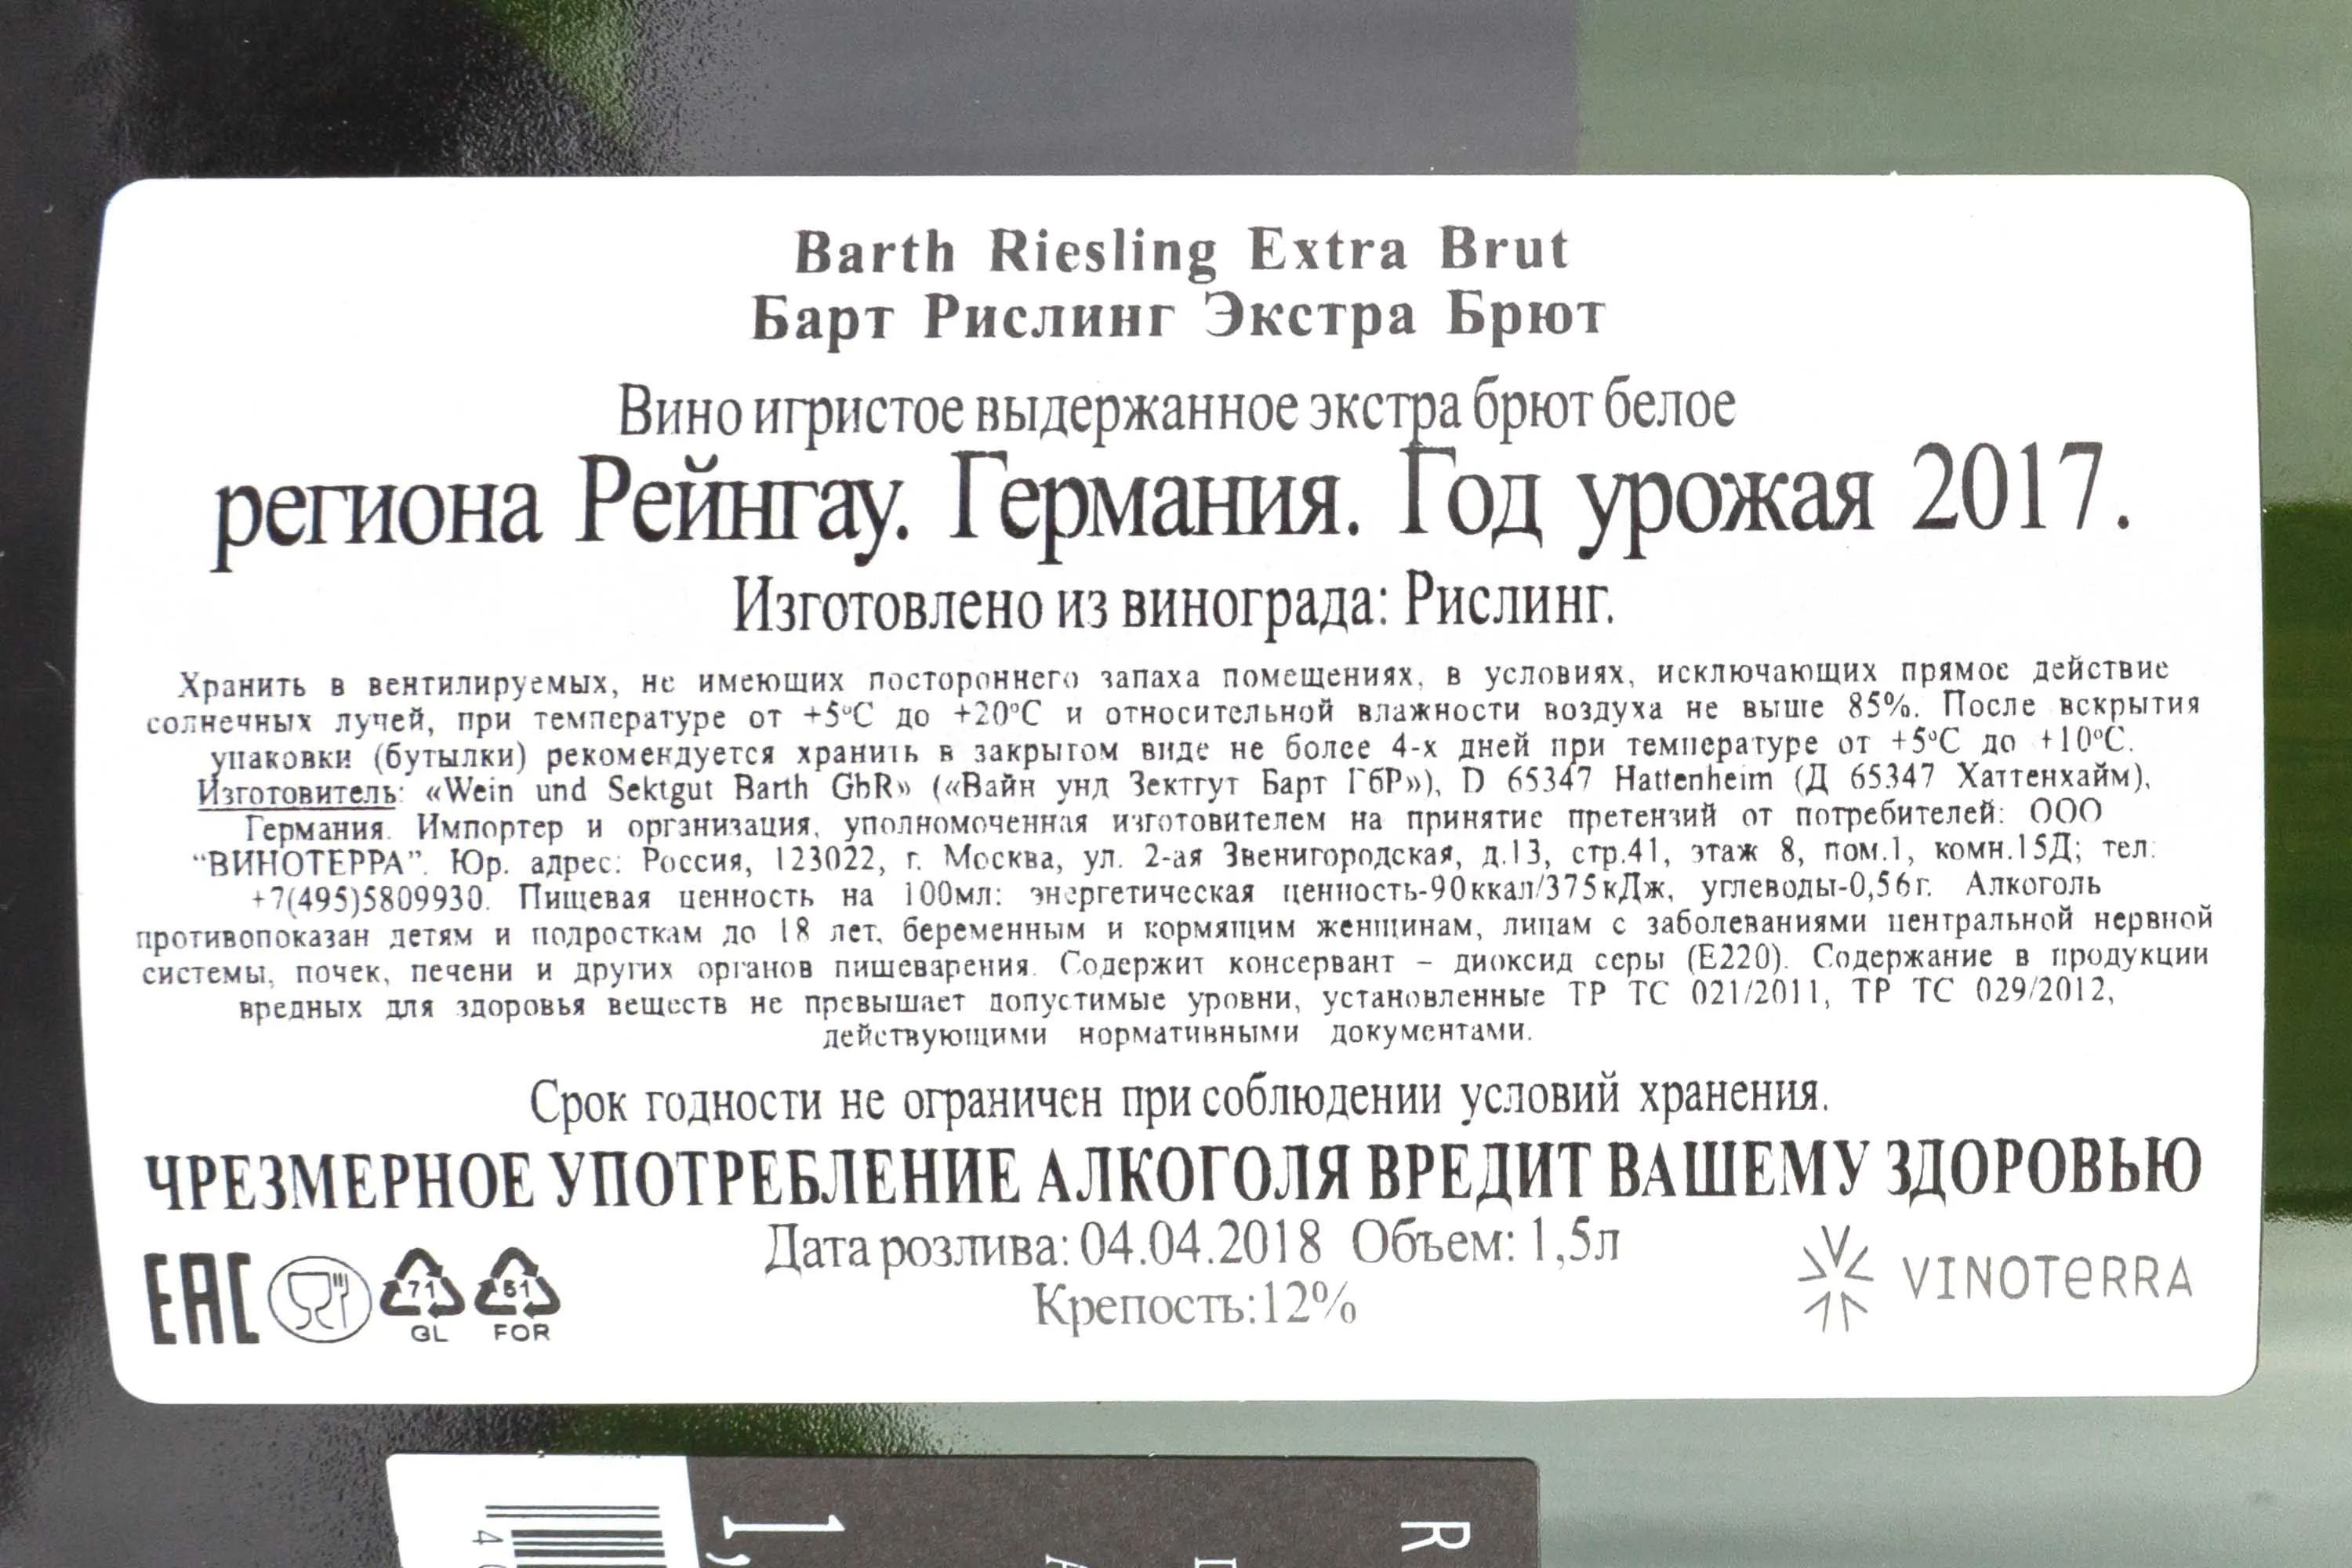 Barth Riesling Extra Brut
Барт Рислинг Экстра Брют
Вино игристое выдержанное экстра брют белое
региона Рейнгау. Германия. Год урожая 2017.
Изготовлено из винограда: Рислинг.
Хранить в вентилируемых, не имеющих постороннего запаха помещениях, в условиях, исключающих прямое действие
солнечных лучей, при температуре от +5ºС до +20ºС и относительной влажности воздуха не выше 85%. После вскрытия
упаковки (бутылки) рекомендуется хранить в закрытом виде не более 4-х дней при температуре от +5ºС до +10ºС.
Изготовитель: «Wein und Sektgut Barth GbR» («Вайн унд Зектгут Барт ГбР»), D 65347 Hattenheim (Д 65347 Хаттенхайм),
Германия. Импортер и организация, уполномоченная изготовителем на принятие претензий от потребителей: ООО
“ВИНОТЕРРА”. Юр. адрес: Россия, 123022, г. Москва, ул. 2-ая Звенигородская, д.13, стр.41, этаж 8, пом.1, комн.15Д; тел:
+7(495)5809930. Пищевая ценность на 100мл: энергетическая ценность-90ккал/375кДж, углеводы-0,56г. Алкоголь
противопоказан детям и подросткам до 18 лет, беременным и кормящим женщинам, лицам с заболеваниями центральной нервной
системы, почек, печени и других органов пищеварения. Содержит консервант – диоксид серы (Е220). Содержание в продукции
вредных для здоровья веществ не превышает допустимые уровни, установленные ТР ТС 021/2011, ТР ТС 029/2012,
действующими нормативными документами.
Срок годности не ограничен при соблюдении условий хранения.
ЧРЕЗМЕРНОЕ УПОТРЕБЛЕНИЕ АЛКОГОЛЯ ВРЕДИТ ВАШЕМУ ЗДОРОВЬЮ
Дата розлива: 04.04.2018 Объем: 1,5л
Крепость:12%
EAC
71
GL
51
FOR
VINOTERRA
4
1,
R